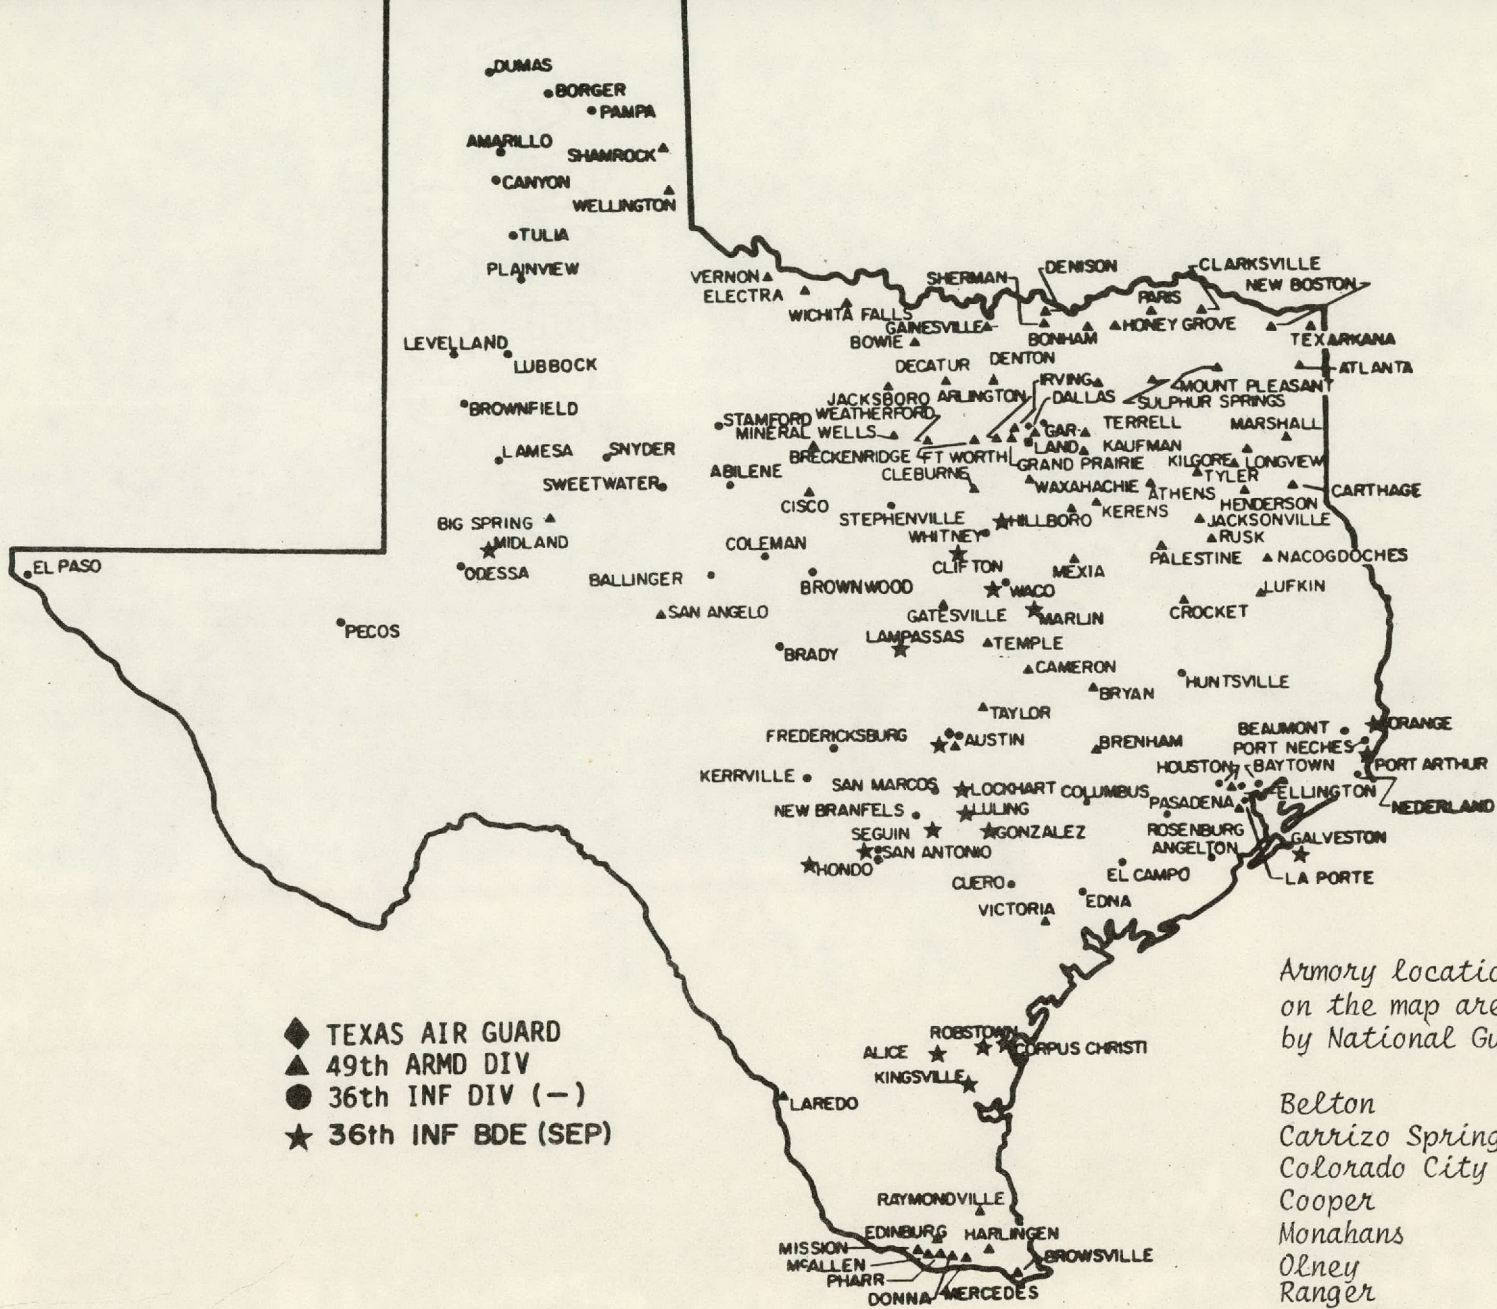 DUMAS
BORGER
PAMPA
AMARILLO
SHAMROCK
CANYON
WELLINGTON
TULIA
PLAINVIEW
VERNON
ELECTRA
WICHITA FALLS
SHERMAN
DENISON
CLARKSVILLE
NEW BOSTON
PARIS
GAINESVILLE
HONEY GROVE
BOWIE
BONHAM
TEXARKANA
LEVELLAND
LUBBOCK
DECATUR
DENTON
ATLANTA
IRVING
MOUNT PLEASANT
JACKSBORO
ARLINGTON
DALLAS
SULPHUR SPRINGS
BROWNFIELD
STAMFORD
WEATHERFORD
MINERAL WELLS
GAR-
LAND
TERRELL
MARSHALL
LAMESA
SNYDER
BRECKENRIDGE
FT WORTH
GRAND PRAIRIE
KAUFMAN
KILGORE
LONGVIEW
ABILENE
CLEBURNE
TYLER
SWEETWATER
WAXAHACHIE
ATHENS
CARTHAGE
CISCO
HENDERSON
BIG SPRING
STEPHENVILLE
HILLBORO
KERENS
JACKSONVILLE
MIDLAND
WHITNEY
RUSK
COLEMAN
PALESTINE
NACOGDOCHES
EL PASO
ODESSA
BALLINGER
BROWNWOOD
CLIFTON
MEXIA
WACO
LUFKIN
SAN ANGELO
GATESVILLE
MARLIN
CROCKET
PECOS
LAMPASSAS
TEMPLE
BRADY
CAMERON
HUNTSVILLE
BRYAN
TAYLOR
FREDERICKSBURG
AUSTIN
BRENHAM
BEAUMONT
ORANGE
PORT NECHES
KERRVILLE
HOUSTON
BAYTOWN
PORT ARTHUR
SAN MARCOS
LOCKHART
COLUMBUS
ELLINGTON
NEW BRANFELS
LULING
PASADENA
NEDERLAND
SEGUIN
GONZALEZ
ROSENBURG
GALVESTON
SAN ANTONIO
ANGELTON
HONDO
EL CAMPO
LA PORTE
CUERO
EDNA
VICTORIA
Armory locatio
on the map are
by National Gu
TEXAS AIR GUARD
49th ARMD DIV
36th INF DIV (–)
36th INF BDE (SEP)
ROBSTOWN
ALICE
CORPUS CHRISTI
KINGSVILLE
LAREDO
Belton
Carrizo Spring
Colorado City
Cooper
Monahans
Olney
Ranger
RAYMONDVILLE
EDINBURG
HARLINGEN
MISSION
MCALLEN
BROWSVILLE
PHARR
DONNA
MERCEDES